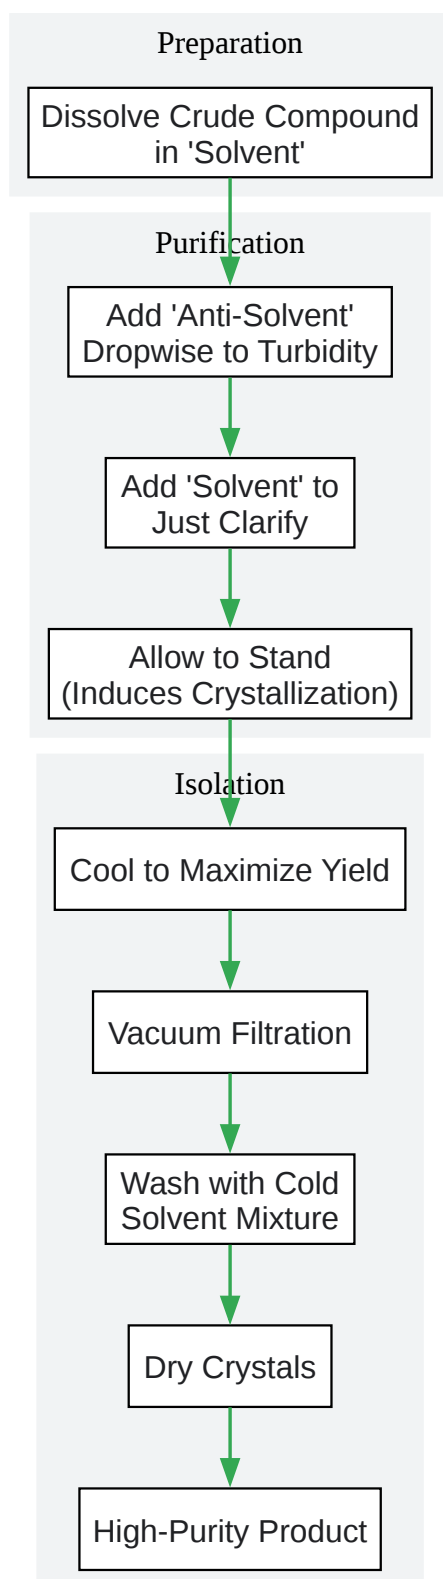 Preparation
Dissolve Crude Compound
in 'Solvent'
Purification
Add 'Anti-Solvent'
Dropwise to Turbidity
Add 'Solvent' to
Just Clarify
Allow to Stand
(Induces Crystallization)
Isolation
Cool to Maximize Yield
Vacuum Filtration
Wash with Cold
Solvent Mixture
Dry Crystals
High-Purity Product